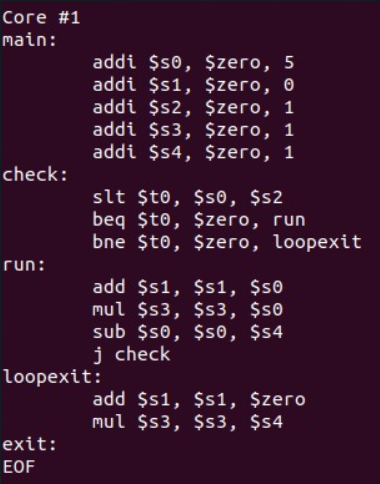 Core #1
main:
addi $s0, $zero, 5
addi $s1, $zero, 0
addi $s2, $zero, 1
addi $s3, $zero, 1
addi $s4, $zero, 1
check:
slt $t0, $s0, $s2
beq $t0, $zero, run
bne $t0, $zero, loopexit
run:
add $s1, $s1, $s0
mul $s3, $s3, $s0
sub $s0, $s0, $s4
j check
loopexit:
add $s1, $s1, $zero
mul $s3, $s3, $s4
exit:
EOF